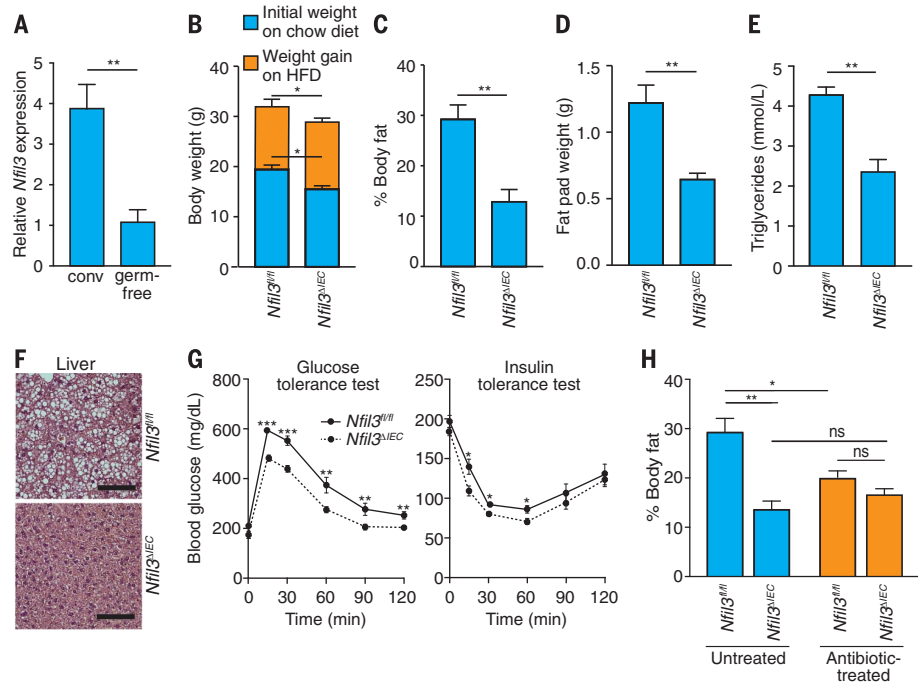 A
Relative Nfil3 expression
5
4
3
2
1
0
**
conv
germ-
free
B
Initial weight
on chow diet
Weight gain
on HFD
Body weight (g)
40
30
20
10
0
*
*
Nfil3fl/fl
Nfil3ΔIEC
C
% Body fat
40
30
20
10
0
**
Nfil3fl/fl
Nfil3ΔIEC
D
Fat pad weight (g)
1.5
1.0
0.5
0.0
**
Nfil3fl/fl
Nfil3ΔIEC
E
Triglycerides (mmol/L)
5
4
3
2
1
0
**
Nfil3fl/fl
Nfil3ΔIEC
F
Liver
Nfil3fl/fl
Nfil3ΔIEC
G
Glucose
tolerance test
Blood glucose (mg/dL)
800
600
400
200
0
***
***
**
**
**
Nfil3fl/fl
Nfil3ΔIEC
0 30 60 90 120
Time (min)
Insulin
tolerance test
250
200
150
100
50
0
*
*
*
0 30 60 90 120
Time (min)
H
% Body fat
40
30
20
10
0
*
**
ns
ns
Nfil3fl/fl
Nfil3ΔIEC
Nfil3fl/fl
Nfil3ΔIEC
Untreated
Antibiotic-
treated